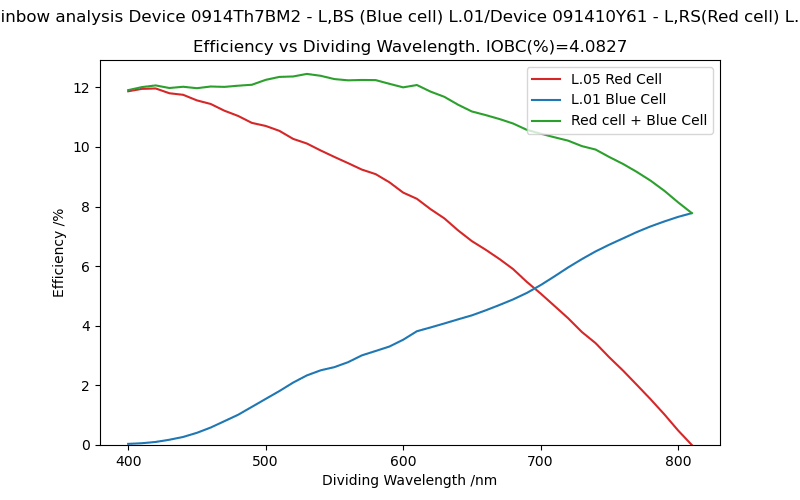 inbow analysis Device 0914Th7BM2 - L,BS (Blue cell) L.01/Device 091410Y61 - L,RS(Red cell) L.
Efficiency vs Dividing Wavelength. IOBC(%)=4.0827
L.05 Red Cell
L.01 Blue Cell
Red cell + Blue Cell
Efficiency /%
12
10
8
6
4
2
0
400
500
600
700
800
Dividing Wavelength /nm